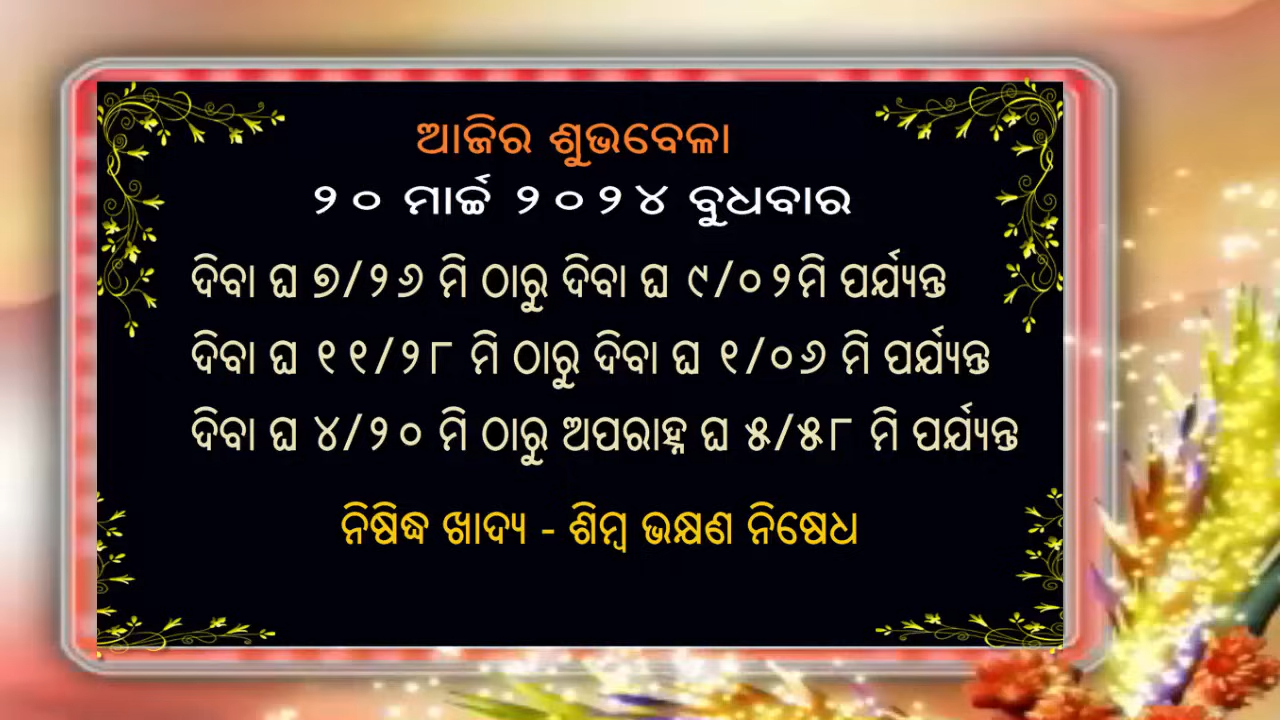 ଆଜିର ଶୁଭବେଳା
୨୦ ମାର୍ଚ୍ଚ ୨୦୨୪ ବୁଧବାର
ଦିବା ଘ ୭/୨୬ ମି ଠାରୁ ଦିବା ଘ ୯/୦୨ମି ପର୍ଯ୍ୟନ୍ତ
ଦିବା ଘ ୧୧/୨୮ ମି ଠାରୁ ଦିବା ଘ ୧/୦୬ ମି ପର୍ଯ୍ୟନ୍ତ
ଦିବା ଘ ୪/୨୦ ମି ଠାରୁ ଅପରାହ୍ନ ଘ ୫/୫୮ ମି ପର୍ଯ୍ୟନ୍ତ
ନିଷିଦ୍ଧ ଖାଦ୍ୟ - ଶିମ୍ବ ଭକ୍ଷଣ ନିଷେଧ